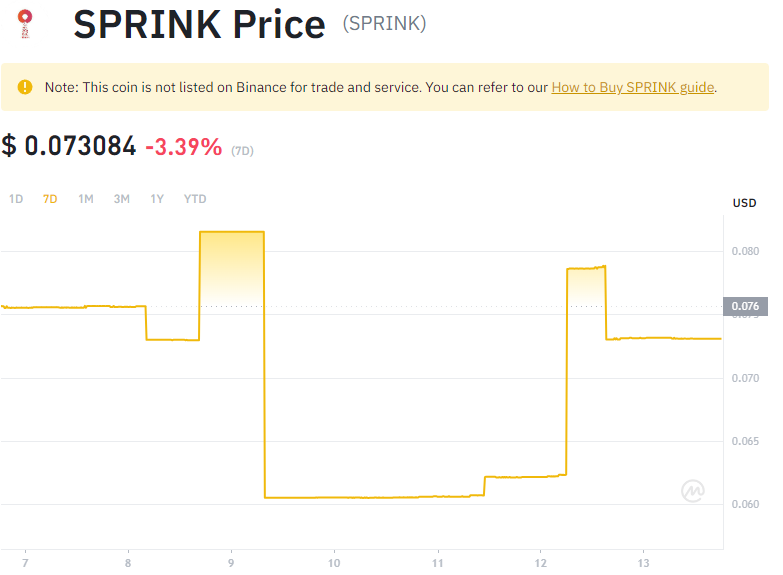 SPRINK Price (SPRINK)
Note: This coin is not listed on Binance for trade and service. You can refer to our How to Buy SPRINK guide.
$ 0.073084 -3.39% (7D)
1D 7D 1M 3M 1Y YTD
USD
0.080
0.076
0.075
0.070
0.065
0.060
7 8 9 10 11 12 13